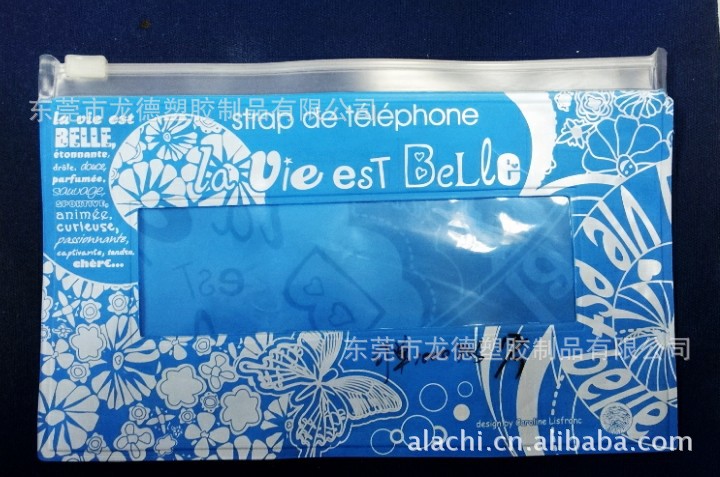 东莞市龙德塑胶制品有限公司
strap de téléphone
la vie est BeLLe
la vie est
BELLE,
étonnante,
drôle, douce,
parfumée,
sauvage,
SPORTIVE,
animée,
curieuse,
passionnante,
captivante, tendre,
chère...
东莞市龙德塑胶制品有限公司
design by Caroline Lisfranc
alachi.cn.alibaba.com